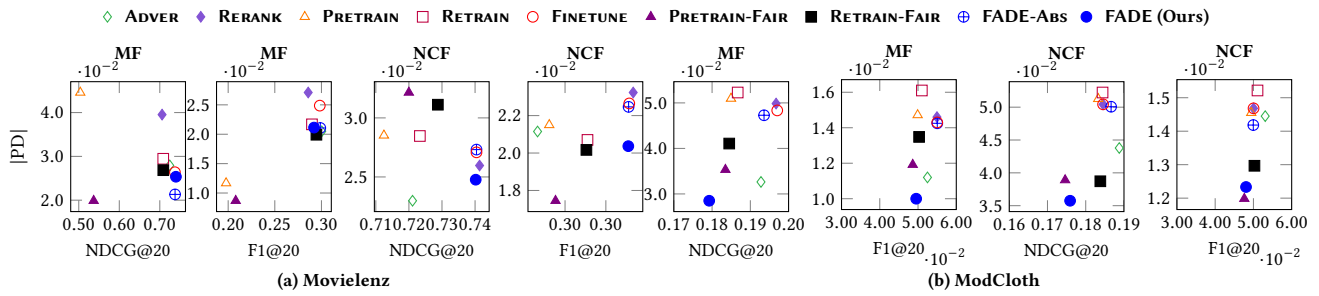 ADVER RERANK PRETRAIN RETRAIN FINETUNE PRETRAIN-FAIR RETRAIN-FAIR FADE-ABS FADE (OURS)
MF MF NCF NCF MF MF NCF NCF
·10⁻² ·10⁻² ·10⁻² ·10⁻² ·10⁻² ·10⁻² ·10⁻² ·10⁻²
|PD|
4.0
3.0
2.0
0.50 0.60 0.70
NDCG@20
2.5
2.0
1.5
1.0
0.20 0.25 0.30
F1@20
3.0
2.5
0.71 0.72 0.73 0.74
NDCG@20
2.2
2.0
1.8
0.30 0.30
F1@20
5.0
4.0
3.0
0.17 0.18 0.19 0.20
NDCG@20
1.6
1.4
1.2
1.0
3.00 4.00 5.00 6.00
F1@20 ·10⁻²
5.0
4.5
4.0
3.5
0.16 0.17 0.18 0.19
NDCG@20
1.5
1.4
1.3
1.2
3.00 4.00 5.00 6.00
F1@20 ·10⁻²
(a) Movielenz (b) ModCloth